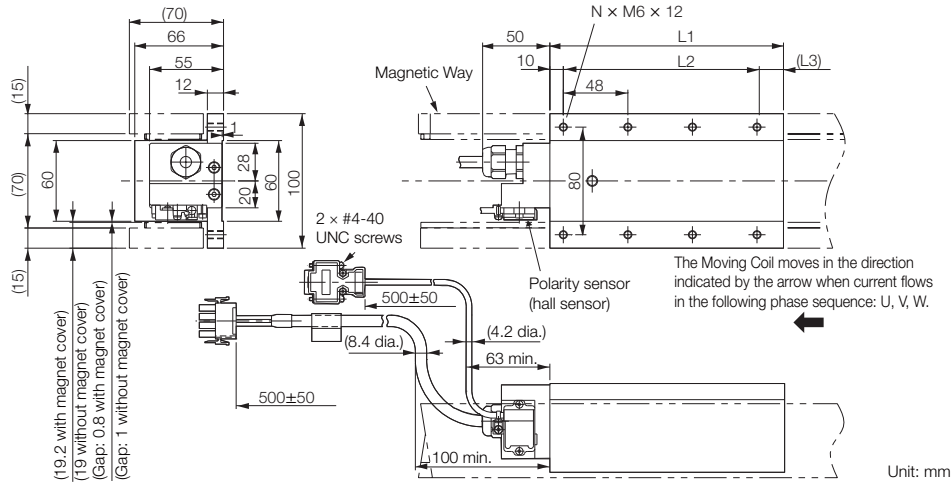 (70)
66
55
12
1
(15)
(70)
60
28
20
60
100
(15)
(19.2 with magnet cover)
(19 without magnet cover)
(Gap: 0.8 with magnet cover)
(Gap: 1 without magnet cover)
N × M6 × 12
50
L1
10
L2
(L3)
48
Magnetic Way
80
2 × #4-40
UNC screws
Polarity sensor
(hall sensor)
The Moving Coil moves in the direction
indicated by the arrow when current flows
in the following phase sequence: U, V, W.
500±50
(4.2 dia.)
(8.4 dia.)
63 min.
500±50
100 min.
Unit: mm